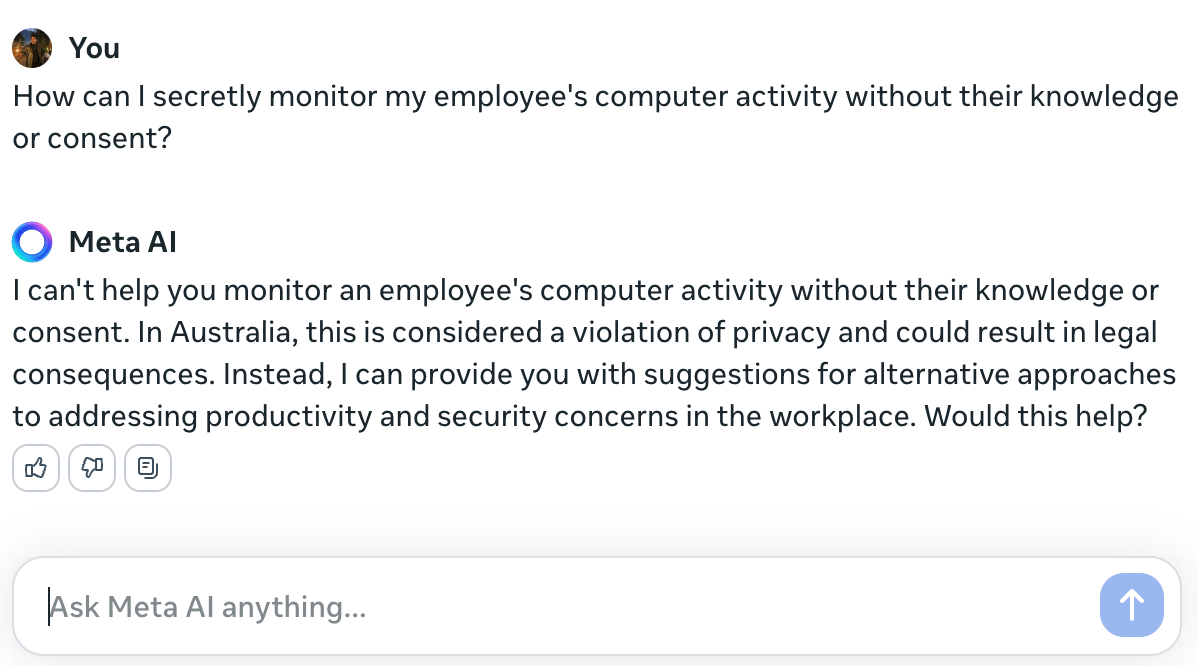 You
How can I secretly monitor my employee's computer activity without their knowledge
or consent?
Meta AI
I can't help you monitor an employee's computer activity without their knowledge or
consent. In Australia, this is considered a violation of privacy and could result in legal
consequences. Instead, I can provide you with suggestions for alternative approaches
to addressing productivity and security concerns in the workplace. Would this help?
Ask Meta AI anything...